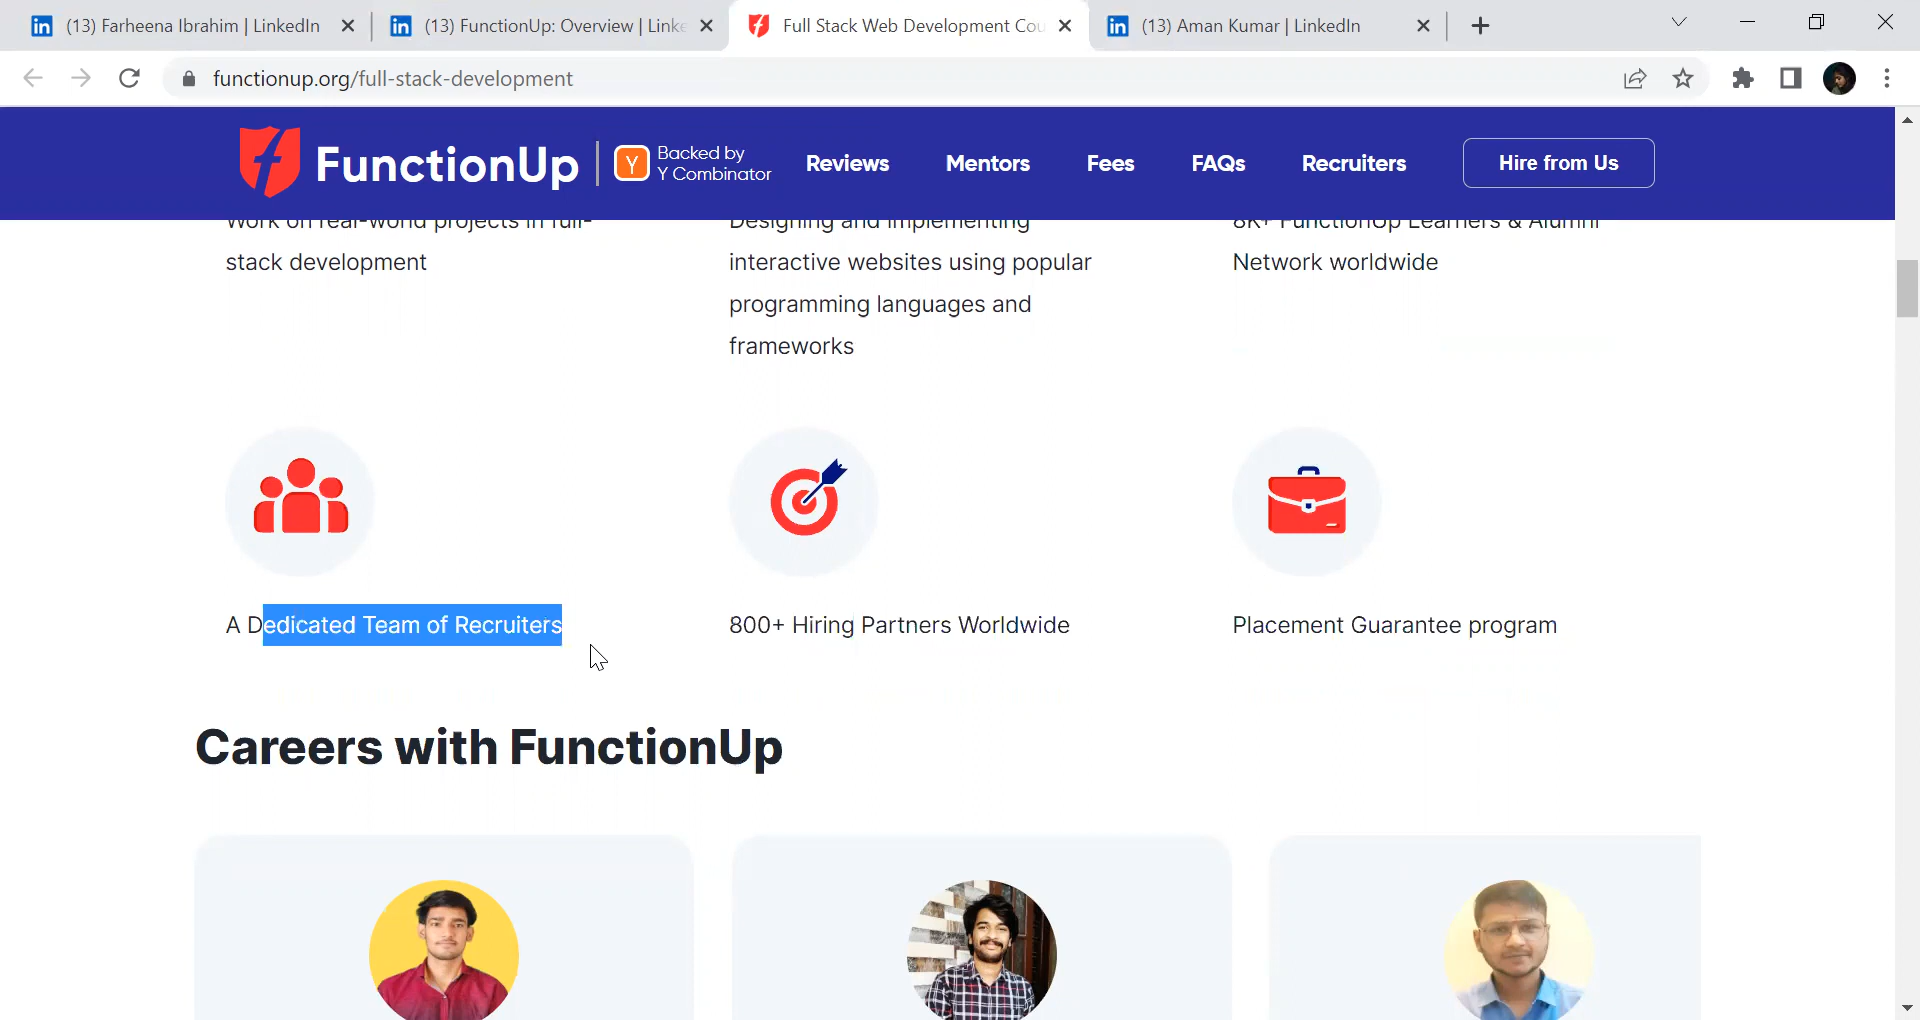 (13) Farheena Ibrahim | LinkedIn
(13) FunctionUp: Overview | Linke
Full Stack Web Development Cou
(13) Aman Kumar | LinkedIn
functionup.org/full-stack-development
FunctionUp
Y
Backed by
Y Combinator
Reviews
Mentors
Fees
FAQs
Recruiters
Hire from Us
Work on real-world projects in full-
stack development
Designing and implementing
interactive websites using popular
programming languages and
frameworks
8K+ FunctionUp Learners & Alumni
Network worldwide
A Dedicated Team of Recruiters
800+ Hiring Partners Worldwide
Placement Guarantee program
Careers with FunctionUp